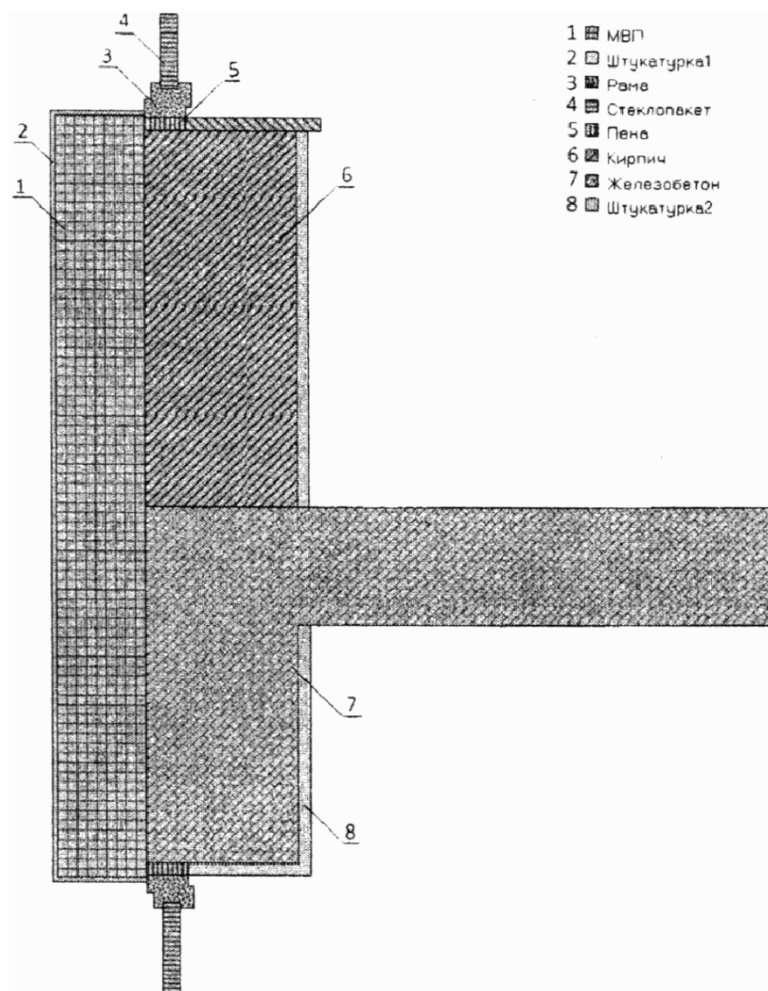 1 МВП
2 Штукатурка1
3 Рама
4 Стеклопакет
5 Пена
6 Кирпич
7 Железобетон
8 Штукатурка2
4
3
5
2
1
6
7
8